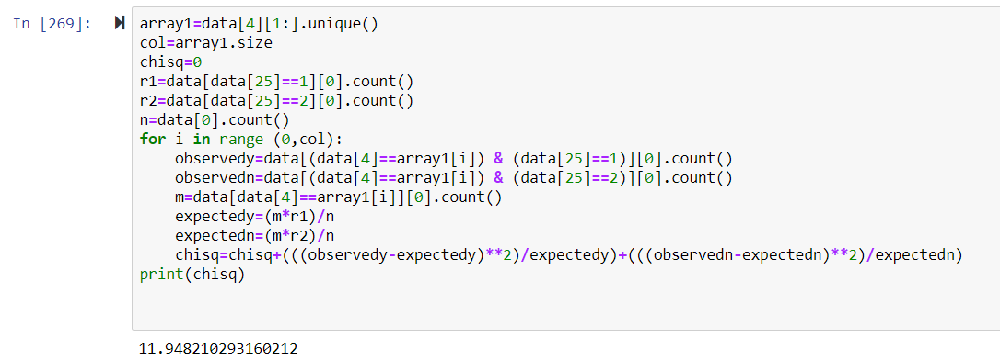 In [269]:
array1=data[4][1:].unique()
col=array1.size
chisq=0
r1=data[data[25]==1][0].count()
r2=data[data[25]==2][0].count()
n=data[0].count()
for i in range (0,col):
    observedy=data[(data[4]==array1[i]) & (data[25]==1)][0].count()
    observedn=data[(data[4]==array1[i]) & (data[25]==2)][0].count()
    m=data[data[4]==array1[i]][0].count()
    expectedy=(m*r1)/n
    expectedn=(m*r2)/n
    chisq=chisq+(((observedy-expectedy)**2)/expectedy)+(((observedn-expectedn)**2)/expectedn)
print(chisq)
11.948210293160212